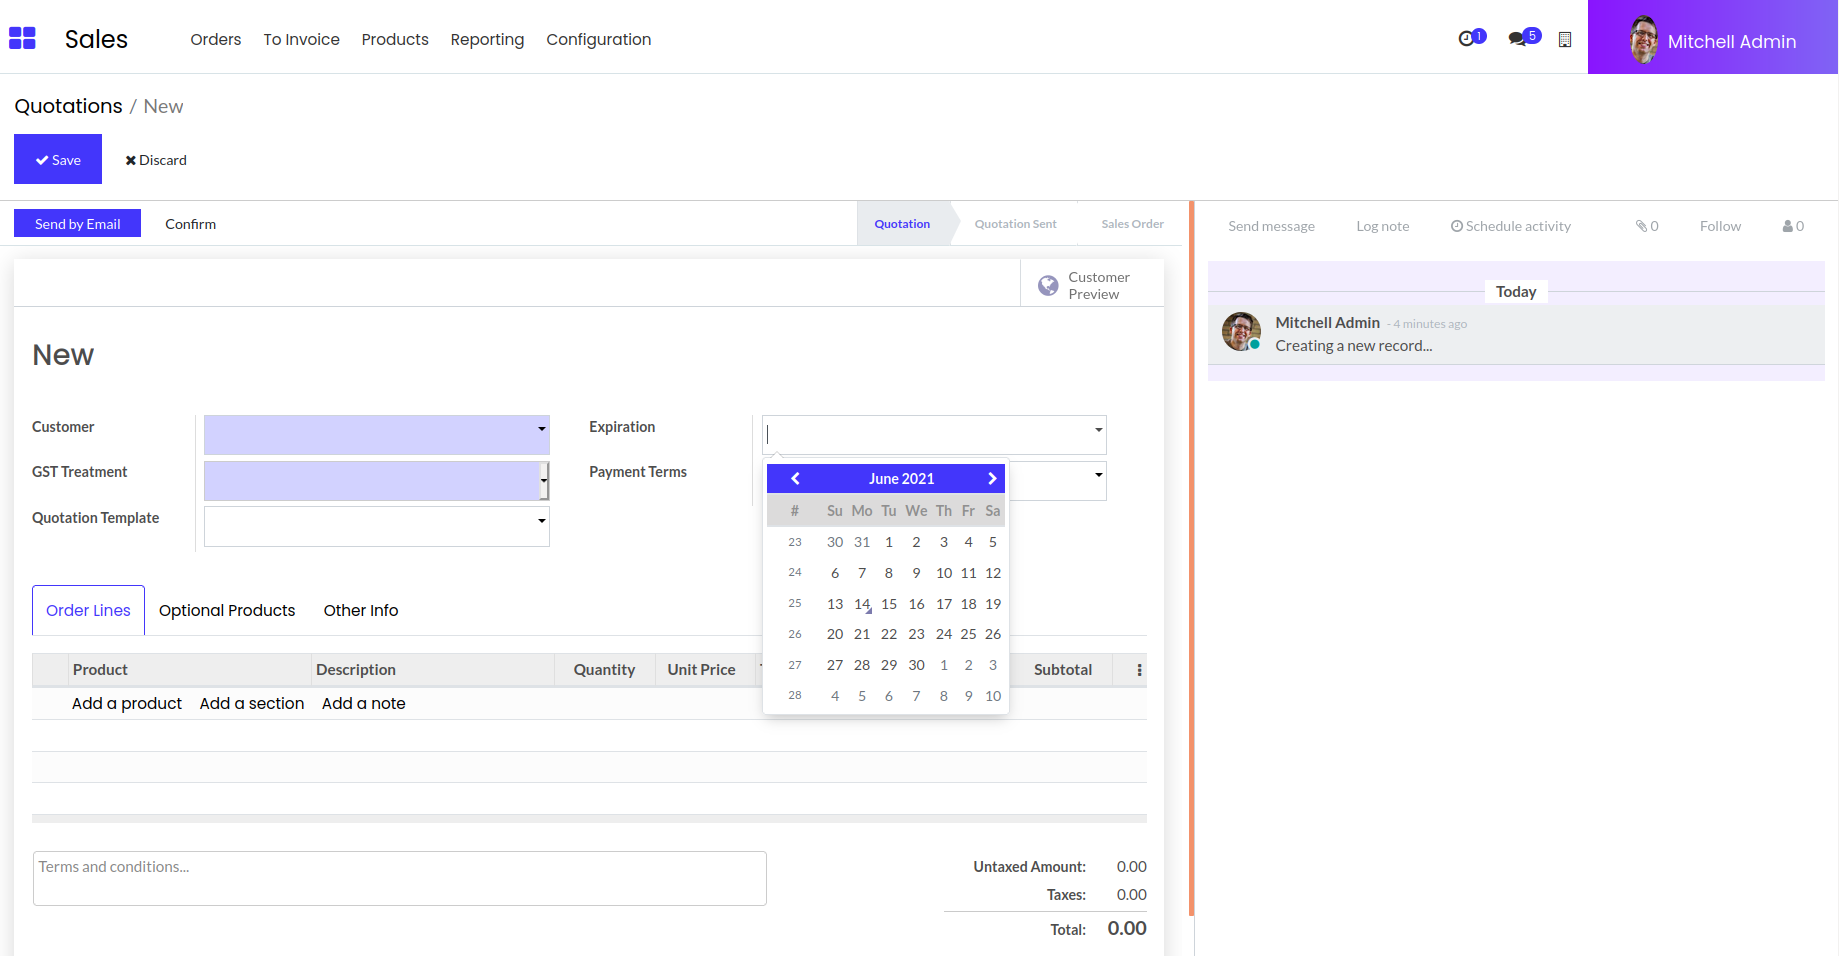 Sales Orders To Invoice Products Reporting Configuration 1 5 Mitchell Admin
Quotations / New
Save Discard
Send by Email Confirm Quotation Quotation Sent Sales Order
Send message Log note Schedule activity 0 Follow 0
Customer Preview
Today
Mitchell Admin - 4 minutes ago
Creating a new record...
New
Customer Expiration
GST Treatment Payment Terms
Quotation Template
June 2021
# Su Mo Tu We Th Fr Sa
23 30 31 1 2 3 4 5
24 6 7 8 9 10 11 12
25 13 14 15 16 17 18 19
26 20 21 22 23 24 25 26
27 27 28 29 30 1 2 3
28 4 5 6 7 8 9 10
Order Lines Optional Products Other Info
Product Description Quantity Unit Price Subtotal
Add a product Add a section Add a note
Terms and conditions...
Untaxed Amount: 0.00
Taxes: 0.00
Total: 0.00